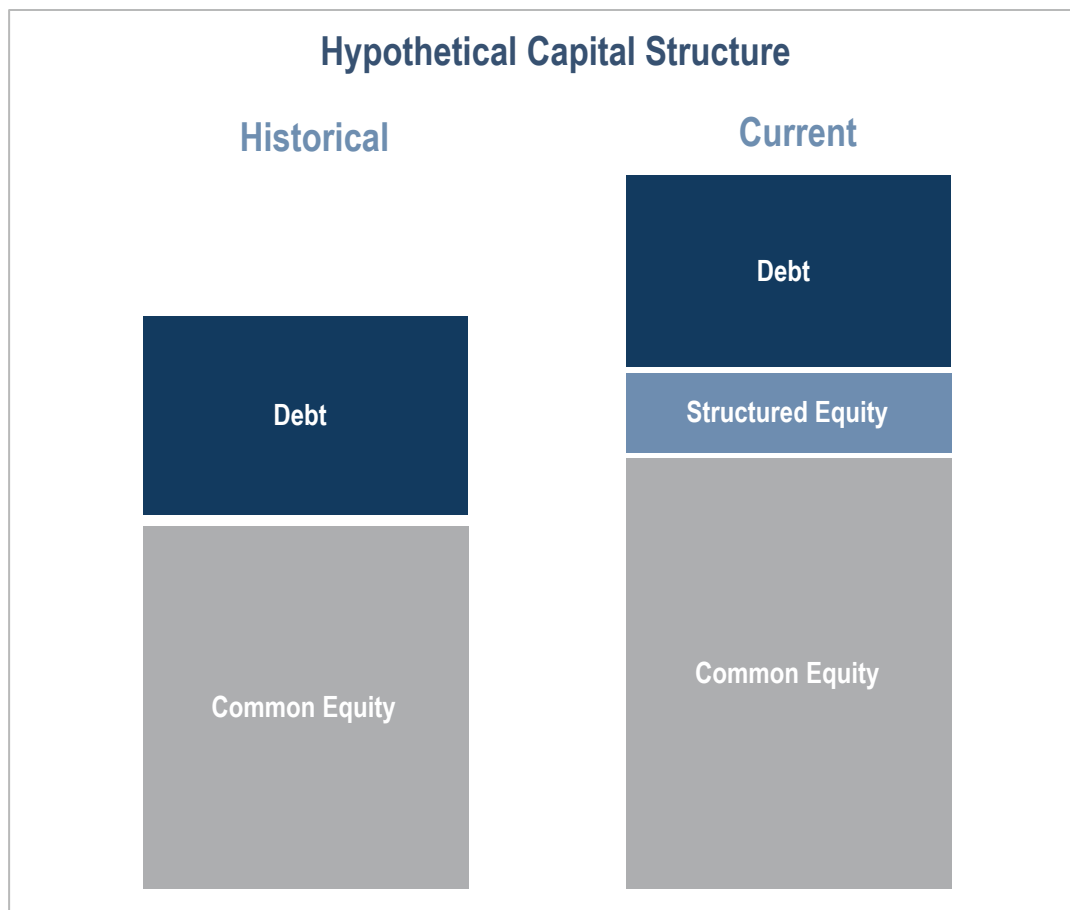 Hypothetical Capital Structure
Historical
Current
Debt
Debt
Structured Equity
Common Equity
Common Equity